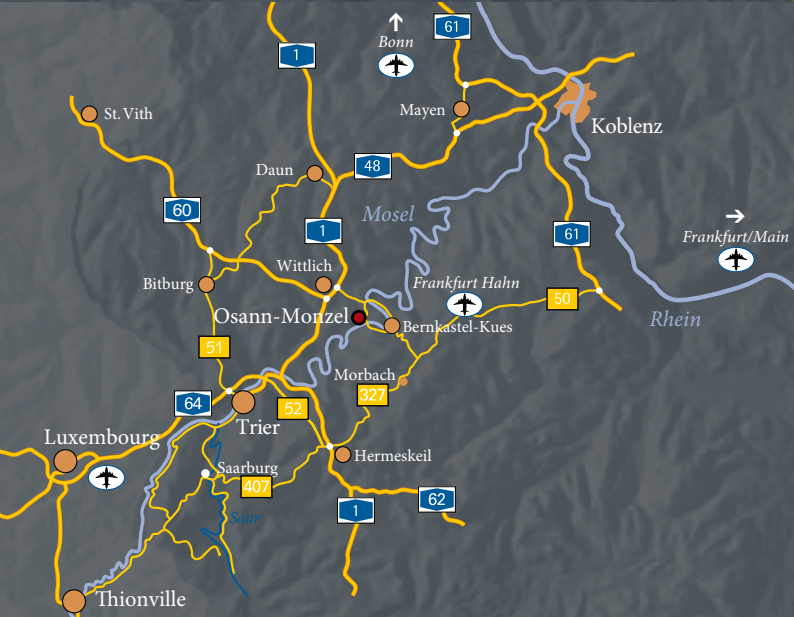 61
Bonn
1
Mayen
St. Vith
Koblenz
48
Daun
60
Mosel
1
61
Frankfurt/Main
Wittlich
Bitburg
Frankfurt Hahn
50
Osann-Monzel
Bernkastel-Kues
Rhein
51
Morbach
327
64
52
Trier
Luxembourg
Hermeskeil
Saarburg
407
62
1
Saar
Thionville